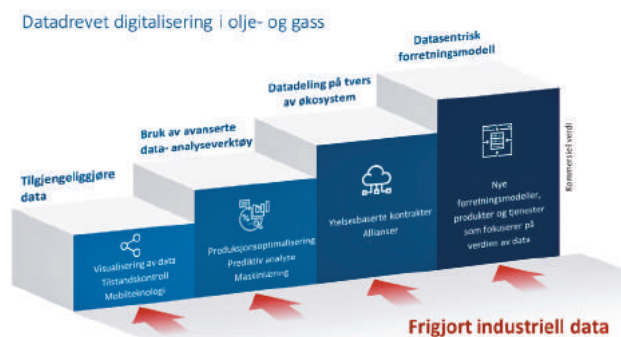 Datadrevet digitalisering i olje- og gass
Tilgjengeliggjøre
data
Visualisering av data
Tilstandskontroll
Mobilteknologi
Bruk av avanserte
data- analyseverktøy
Produksjonsoptimalisering
Prediktiv analyse
Maskinlæring
Datadeling på tvers
av økosystem
Ytelsesbaserte kontrakter
Allianser
Datasentrisk
forretningsmodell
Nye
forretningsmodeller,
produkter og tjenester
som fokuserer på
verdien av data
Kommersiell verdi
Frigjort industriell data